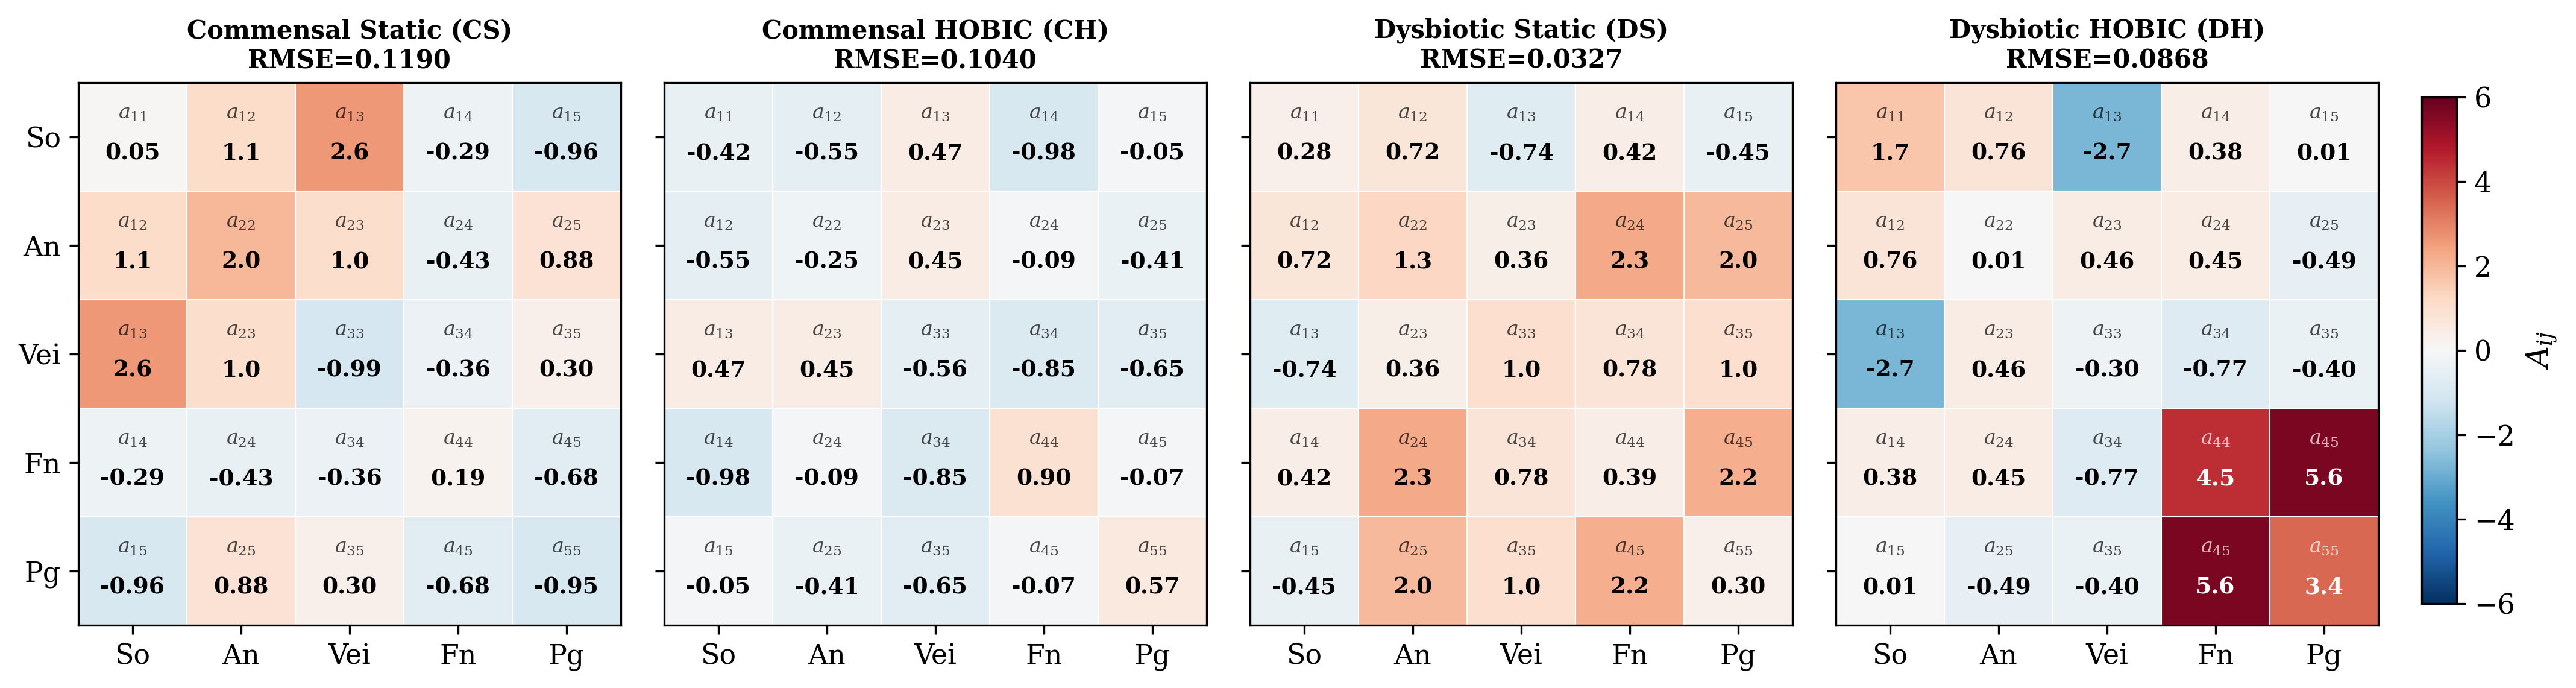 Commensal Static (CS)
RMSE=0.1190
Commensal HOBIC (CH)
RMSE=0.1040
Dysbiotic Static (DS)
RMSE=0.0327
Dysbiotic HOBIC (DH)
RMSE=0.0868
So
a11 a12 a13 a14 a15
0.05 1.1 2.6 -0.29 -0.96
An
a12 a22 a23 a24 a25
1.1 2.0 1.0 -0.43 0.88
Vei
a13 a23 a33 a34 a35
2.6 1.0 -0.99 -0.36 0.30
Fn
a14 a24 a34 a44 a45
-0.29 -0.43 -0.36 0.19 -0.68
Pg
a15 a25 a35 a45 a55
-0.96 0.88 0.30 -0.68 -0.95
So An Vei Fn Pg
a11 a12 a13 a14 a15
-0.42 -0.55 0.47 -0.98 -0.05
a12 a22 a23 a24 a25
-0.55 -0.25 0.45 -0.09 -0.41
a13 a23 a33 a34 a35
0.47 0.45 -0.56 -0.85 -0.65
a14 a24 a34 a44 a45
-0.98 -0.09 -0.85 0.90 -0.07
a15 a25 a35 a45 a55
-0.05 -0.41 -0.65 -0.07 0.57
So An Vei Fn Pg
a11 a12 a13 a14 a15
0.28 0.72 -0.74 0.42 -0.45
a12 a22 a23 a24 a25
0.72 1.3 0.36 2.3 2.0
a13 a23 a33 a34 a35
-0.74 0.36 1.0 0.78 1.0
a14 a24 a34 a44 a45
0.42 2.3 0.78 0.39 2.2
a15 a25 a35 a45 a55
-0.45 2.0 1.0 2.2 0.30
So An Vei Fn Pg
a11 a12 a13 a14 a15
1.7 0.76 -2.7 0.38 0.01
a12 a22 a23 a24 a25
0.76 0.01 0.46 0.45 -0.49
a13 a23 a33 a34 a35
-2.7 0.46 -0.30 -0.77 -0.40
a14 a24 a34 a44 a45
0.38 0.45 -0.77 4.5 5.6
a15 a25 a35 a45 a55
0.01 -0.49 -0.40 5.6 3.4
So An Vei Fn Pg
6
4
2
0
−2
−4
−6
Aij